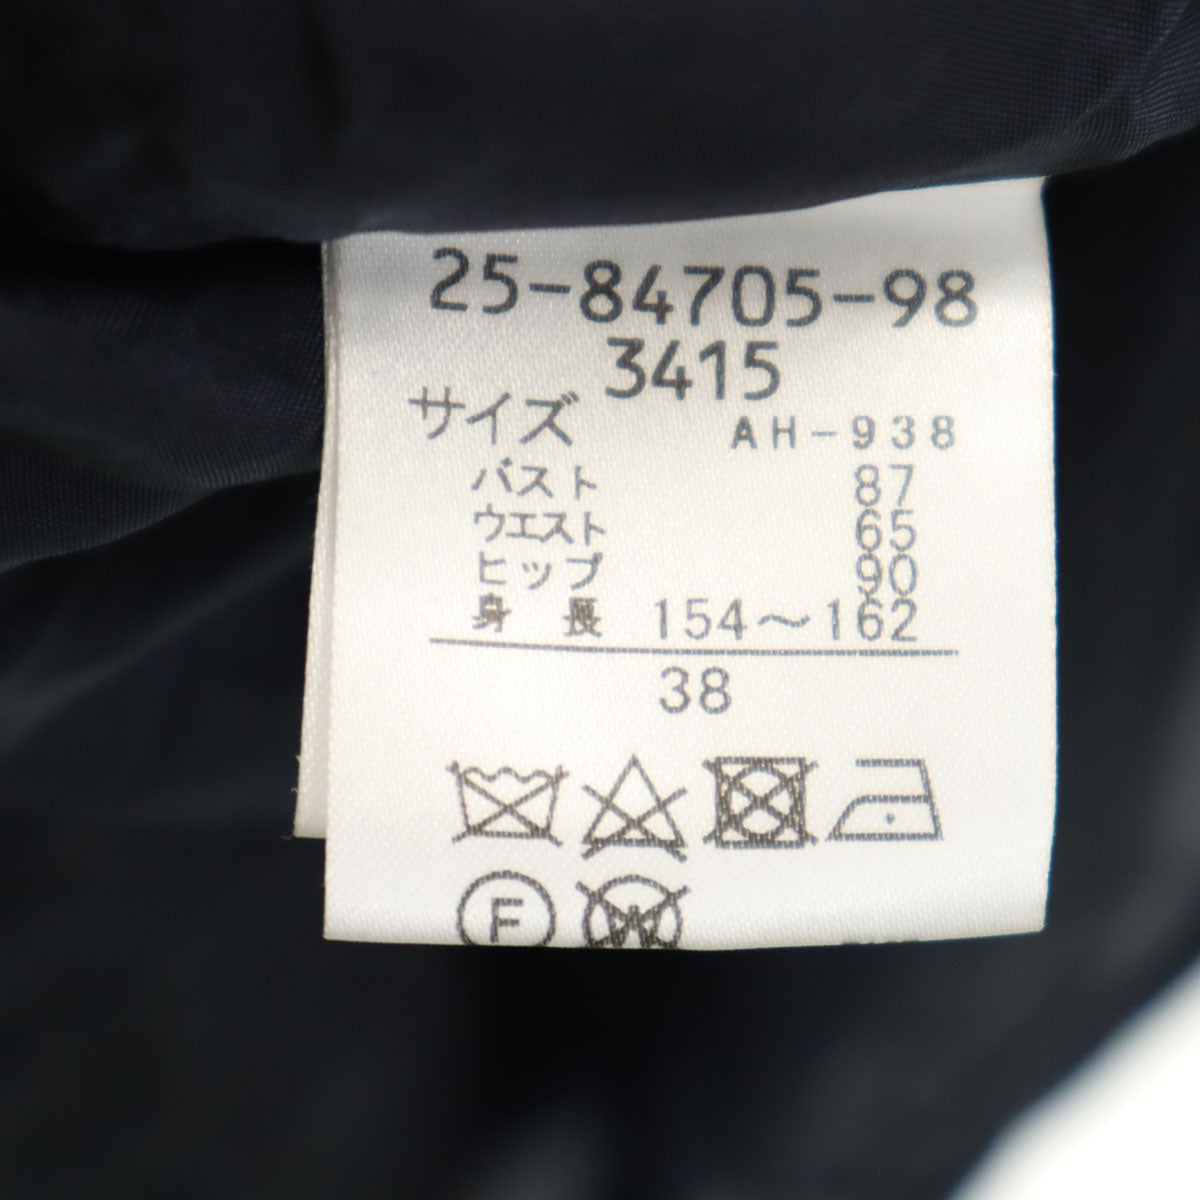 25-84705-98
3415
サイズ AH-938
バスト 87
ウエスト 65
ヒップ 90
身長 154～162
38
F
W